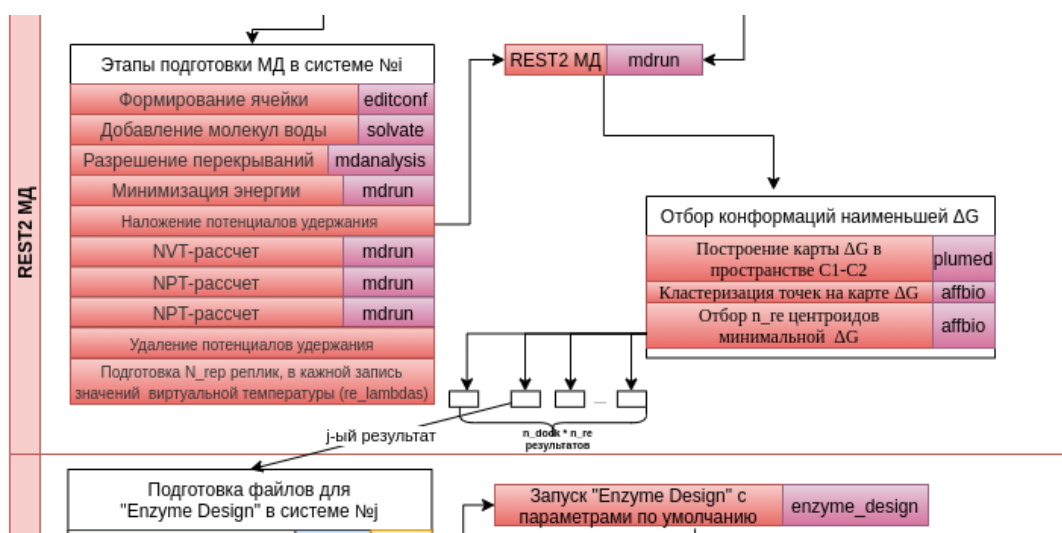 REST2 МД
Этапы подготовки МД в системе №i
Формирование ячейки editconf
Добавление молекул воды solvate
Разрешение перекрываний mdanalysis
Минимизация энергии mdrun
Наложение потенциалов удержания
NVT-рассчет mdrun
NPT-рассчет mdrun
NPT-рассчет mdrun
Удаление потенциалов удержания
Подготовка N_rep реплик, в кажной запись
значений виртуальной температуры (re_lambdas)
REST2 МД mdrun
Отбор конформаций наименьшей ΔG
Построение карты ΔG в
пространстве C1-C2 plumed
Кластеризация точек на карте ΔG affbio
Отбор n_re центроидов
минимальной ΔG affbio
...
j-ый результат
n_dock * n_re
результатов
Подготовка файлов для
"Enzyme Design" в системе №j
Запуск "Enzyme Design" с
параметрами по умолчанию enzyme_design